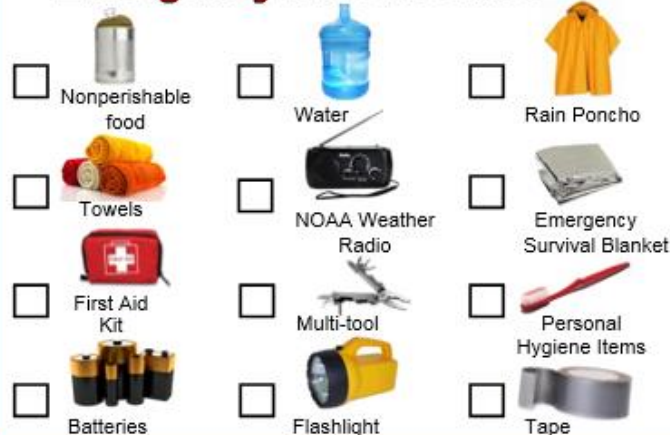 Nonperishable
food
Water
Rain Poncho
Towels
NOAA Weather
Radio
Emergency
Survival Blanket
First Aid
Kit
Multi-tool
Personal
Hygiene Items
Batteries
Flashlight
Tape